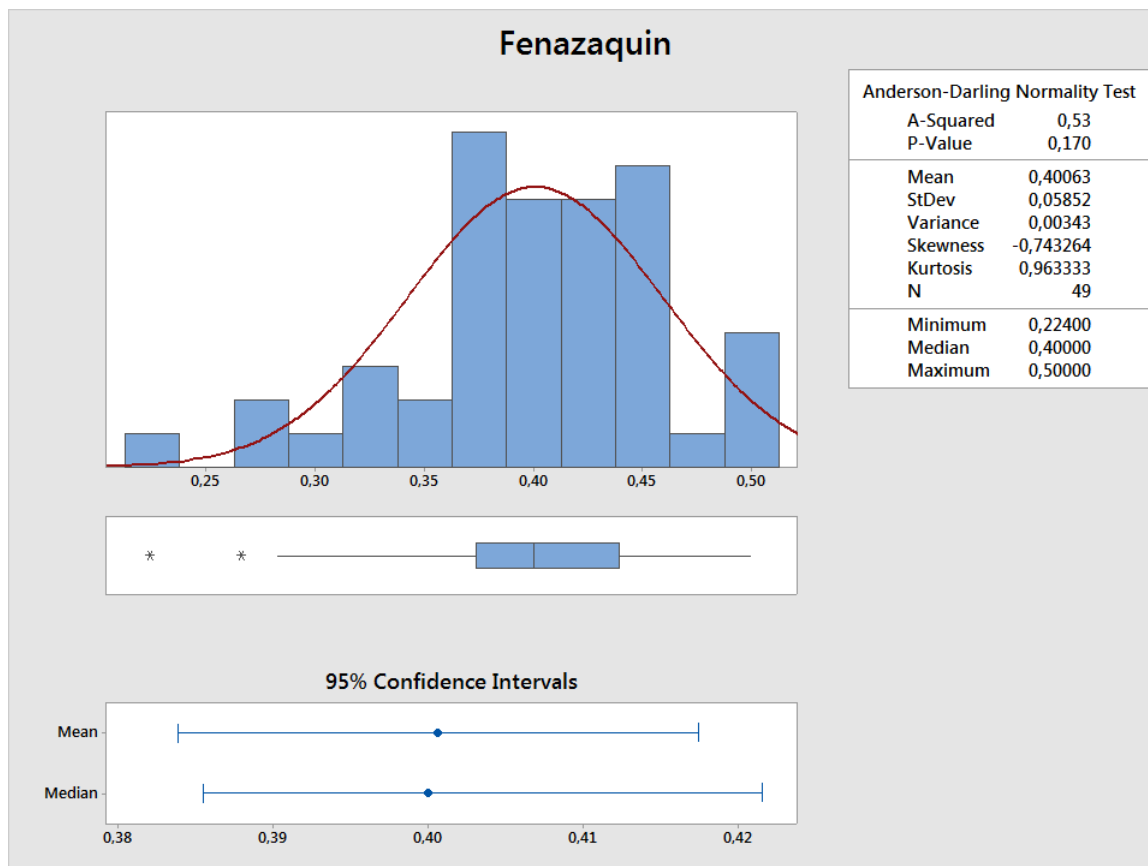 Fenazaquin
Anderson-Darling Normality Test
A-Squared 0,53
P-Value 0,170
Mean 0,40063
StDev 0,05852
Variance 0,00343
Skewness -0,743264
Kurtosis 0,963333
N 49
Minimum 0,22400
Median 0,40000
Maximum 0,50000
0,25 0,30 0,35 0,40 0,45 0,50
* *
95% Confidence Intervals
Mean
Median
0,38 0,39 0,40 0,41 0,42